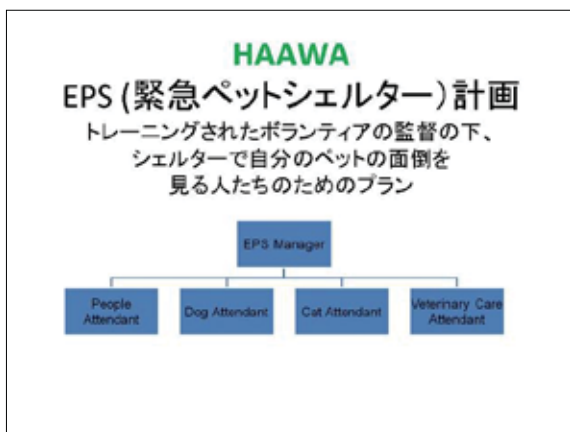 HAAWA
EPS (緊急ペットシェルター)計画
トレーニングされたボランティアの監督の下、
シェルターで自分のペットの面倒を
見る人たちのためのプラン
EPS Manager
People
Attendant
Dog Attendant
Cat Attendant
Veterinary Care
Attendant